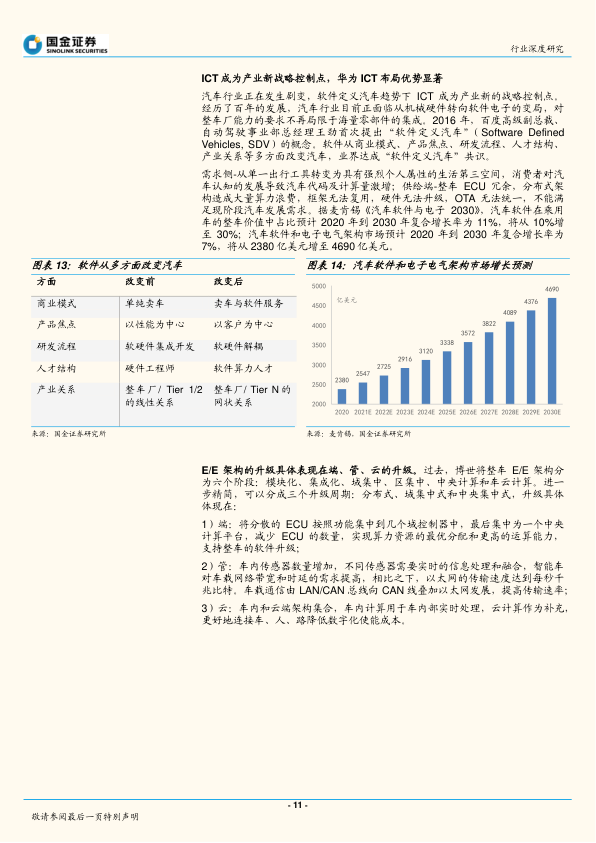 国金证券
SINOLINK SECURITIES
行业深度研究
ICT 成为产业新战略控制点，华为 ICT 布局优势显著
汽车行业正在发生剧变，软件定义汽车趋势下 ICT 成为产业新的战略控制点。
经历了百年的发展，汽车行业目前正面临从机械硬件转向软件电子的变局，对
整车厂能力的要求不再局限于海量零部件的集成。2016 年，百度高级副总裁、
自动驾驶事业部总经理王劲首次提出“软件定义汽车”（Software Defined
Vehicles, SDV）的概念。软件从商业模式、产品焦点、研发流程、人才结构、
产业关系等多方面改变汽车，业界达成“软件定义汽车”共识。
需求侧-从单一出行工具转变为具有强烈个人属性的生活第三空间，消费者对汽
车认知的发展导致汽车代码及计算量激增；供给端-整车 ECU 冗余，分布式架
构造成大量算力浪费，框架无法复用，硬件无法升级，OTA 无法统一，不能满
足现阶段汽车发展需求。据麦肯锡《汽车软件与电子 2030》，汽车软件在乘用
车的整车价值中占比预计 2020 年到 2030 年复合增长率为 11%，将从 10%增
至 30%；汽车软件和电子电气架构市场预计 2020 年到 2030 年复合增长率为
7%，将从 2380 亿美元增至 4690 亿美元。
图表 13：软件从多方面改变汽车
方面 改变前 改变后
商业模式 单纯卖车 卖车与软件服务
产品焦点 以性能为中心 以客户为中心
研发流程 软硬件集成开发 软硬件解耦
人才结构 硬件工程师 软件算力人才
产业关系 整车厂/ Tier 1/2 整车厂/ Tier N 的
的线性关系 网状关系
来源：国金证券研究所
图表 14：汽车软件和电子电气架构市场增长预测
亿美元
5000
4500
4000
3500
3000
2500
2000
2380 2547 2725 2916 3120 3338 3572 3822 4089 4376 4690
2020 2021E 2022E 2023E 2024E 2025E 2026E 2027E 2028E 2029E 2030E
来源：麦肯锡，国金证券研究所
E/E 架构的升级具体表现在端、管、云的升级。过去，博世将整车 E/E 架构分
为六个阶段：模块化、集成化、域集中、区集中、中央计算和车云计算。进一
步精简，可以分成三个升级周期：分布式、域集中式和中央集中式，升级具体
体现在：
1）端：将分散的 ECU 按照功能集中到几个域控制器中，最后集中为一个中央
计算平台，减少 ECU 的数量，实现算力资源的最优分配和更高的运算能力，
支持整车的软件升级；
2）管：车内传感器数量增加，不同传感器需要实时的信息处理和融合，智能车
对车载网络带宽和时延的需求提高，相比之下，以太网的传输速度达到每秒千
兆比特。车载通信由 LAN/CAN 总线向 CAN 线叠加以太网发展，提高传输速率；
3）云：车内和云端架构集合，车内计算用于车内部实时处理，云计算作为补充，
更好地连接车、人、路降低数字化使能成本。
- 11 -
敬请参阅最后一页特别声明